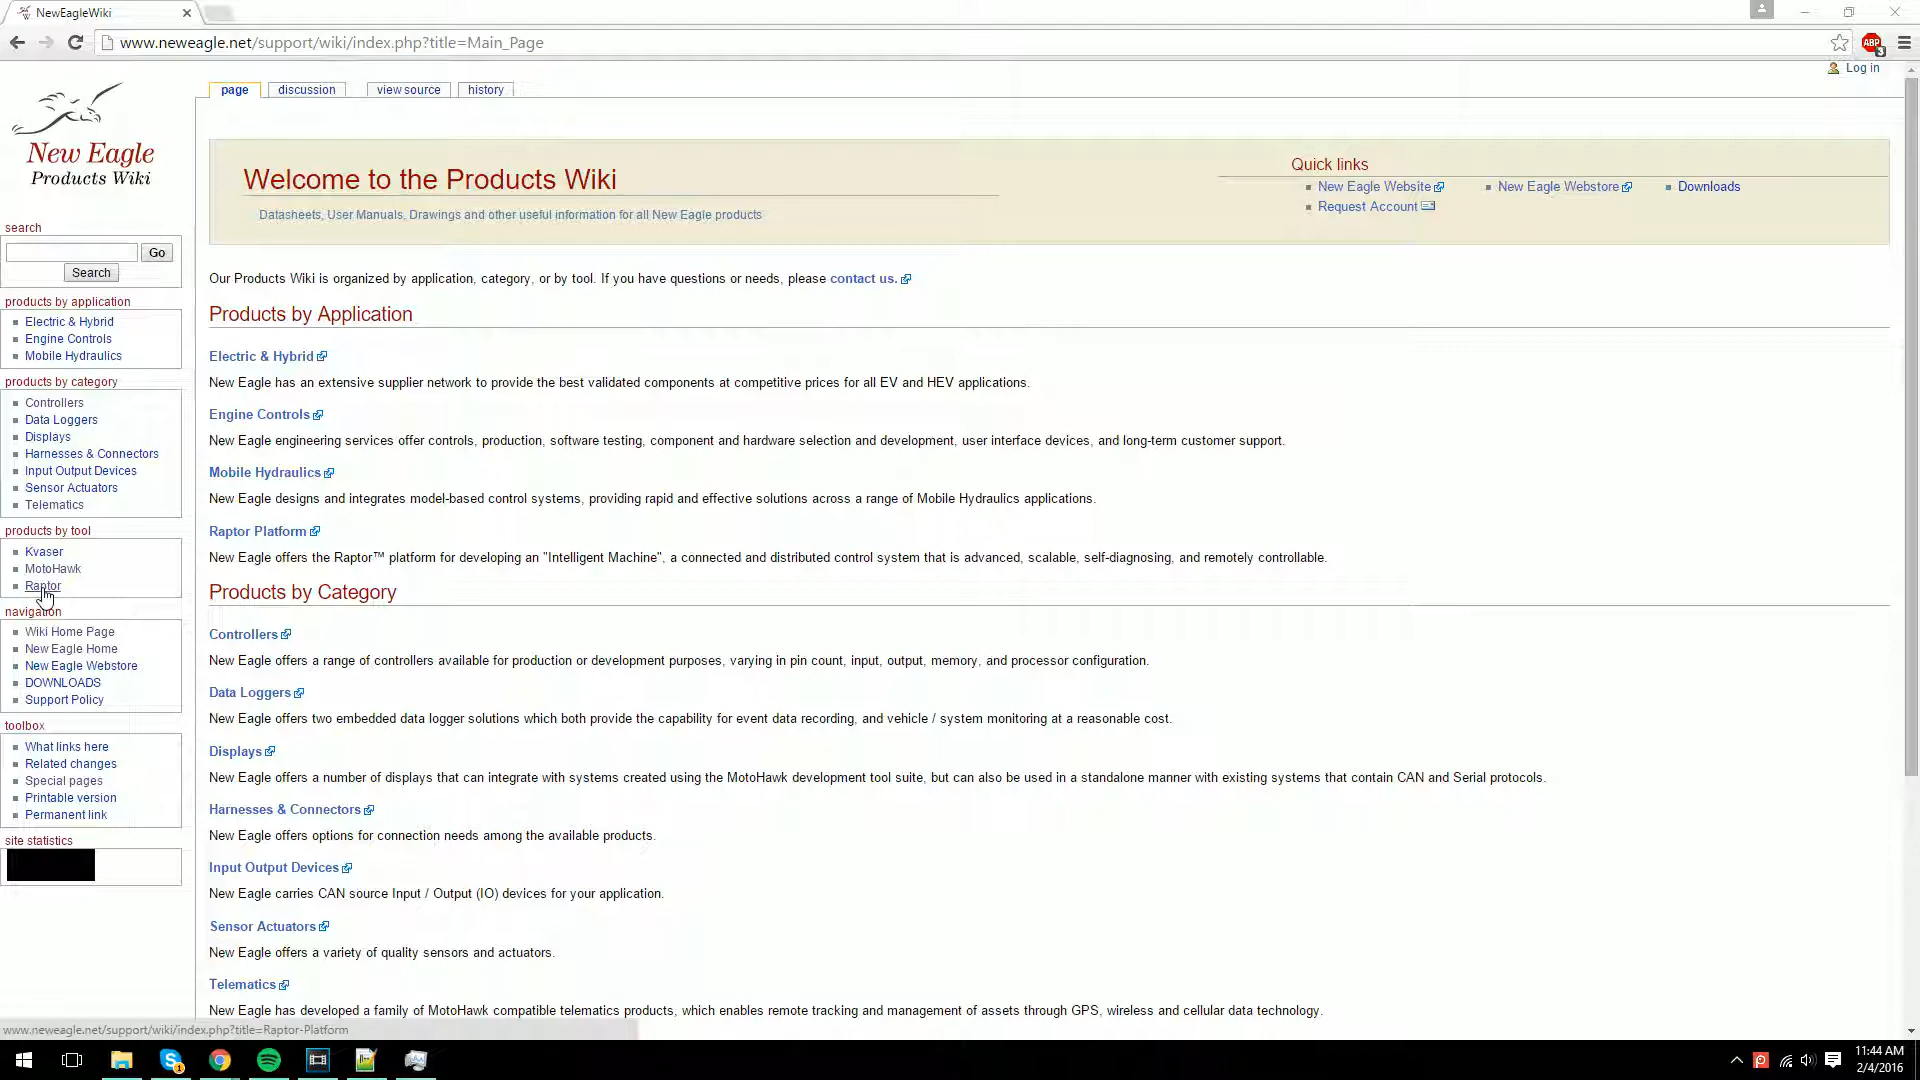 NewEagleWiki
www.neweagle.net/support/wiki/index.php?title=Main_Page
ABP
3
Log in
page
discussion
view source
history
New Eagle
Products Wiki
Welcome to the Products Wiki
Datasheets, User Manuals, Drawings and other useful information for all New Eagle products
Quick links
New Eagle Website
New Eagle Webstore
Downloads
Request Account
search
Go
Search
products by application
Electric & Hybrid
Engine Controls
Mobile Hydraulics
products by category
Controllers
Data Loggers
Displays
Harnesses & Connectors
Input Output Devices
Sensor Actuators
Telematics
products by tool
Kvaser
MotoHawk
Raptor
navigation
Wiki Home Page
New Eagle Home
New Eagle Webstore
DOWNLOADS
Support Policy
toolbox
What links here
Related changes
Special pages
Printable version
Permanent link
site statistics
Our Products Wiki is organized by application, category, or by tool. If you have questions or needs, please contact us.
Products by Application
Electric & Hybrid
New Eagle has an extensive supplier network to provide the best validated components at competitive prices for all EV and HEV applications.
Engine Controls
New Eagle engineering services offer controls, production, software testing, component and hardware selection and development, user interface devices, and long-term customer support.
Mobile Hydraulics
New Eagle designs and integrates model-based control systems, providing rapid and effective solutions across a range of Mobile Hydraulics applications.
Raptor Platform
New Eagle offers the Raptor™ platform for developing an "Intelligent Machine", a connected and distributed control system that is advanced, scalable, self-diagnosing, and remotely controllable.
Products by Category
Controllers
New Eagle offers a range of controllers available for production or development purposes, varying in pin count, input, output, memory, and processor configuration.
Data Loggers
New Eagle offers two embedded data logger solutions which both provide the capability for event data recording, and vehicle / system monitoring at a reasonable cost.
Displays
New Eagle offers a number of displays that can integrate with systems created using the MotoHawk development tool suite, but can also be used in a standalone manner with existing systems that contain CAN and Serial protocols.
Harnesses & Connectors
New Eagle offers options for connection needs among the available products.
Input Output Devices
New Eagle carries CAN source Input / Output (IO) devices for your application.
Sensor Actuators
New Eagle offers a variety of quality sensors and actuators.
Telematics
New Eagle has developed a family of MotoHawk compatible telematics products, which enables remote tracking and management of assets through GPS, wireless and cellular data technology.
www.neweagle.net/support/wiki/index.php?title=Raptor-Platform
1
11:44 AM
2/4/2016